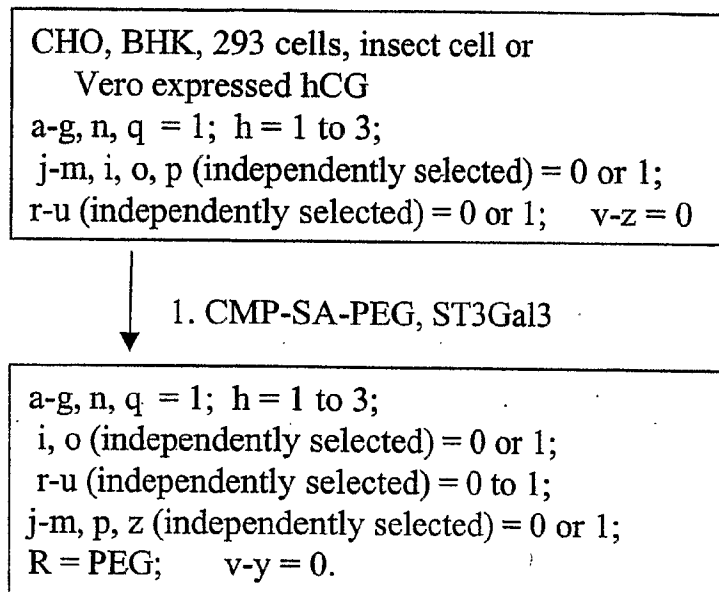 CHO, BHK, 293 cells, insect cell or
Vero expressed hCG
a-g, n, q = 1; h = 1 to 3;
j-m, i, o, p (independently selected) = 0 or 1;
r-u (independently selected) = 0 or 1; v-z = 0
1. CMP-SA-PEG, ST3Gal3
a-g, n, q = 1; h = 1 to 3;
i, o (independently selected) = 0 or 1;
r-u (independently selected) = 0 to 1;
j-m, p, z (independently selected) = 0 or 1;
R = PEG; v-y = 0.